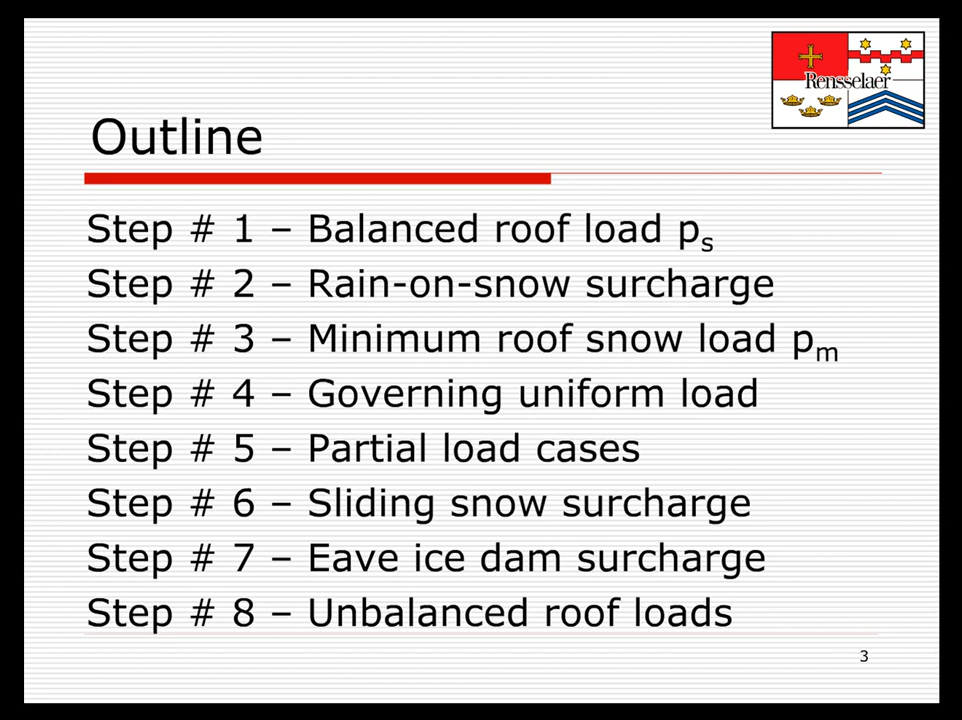 Rensselaer
Outline
Step # 1 – Balanced roof load ps
Step # 2 – Rain-on-snow surcharge
Step # 3 – Minimum roof snow load pm
Step # 4 – Governing uniform load
Step # 5 – Partial load cases
Step # 6 – Sliding snow surcharge
Step # 7 – Eave ice dam surcharge
Step # 8 – Unbalanced roof loads
3